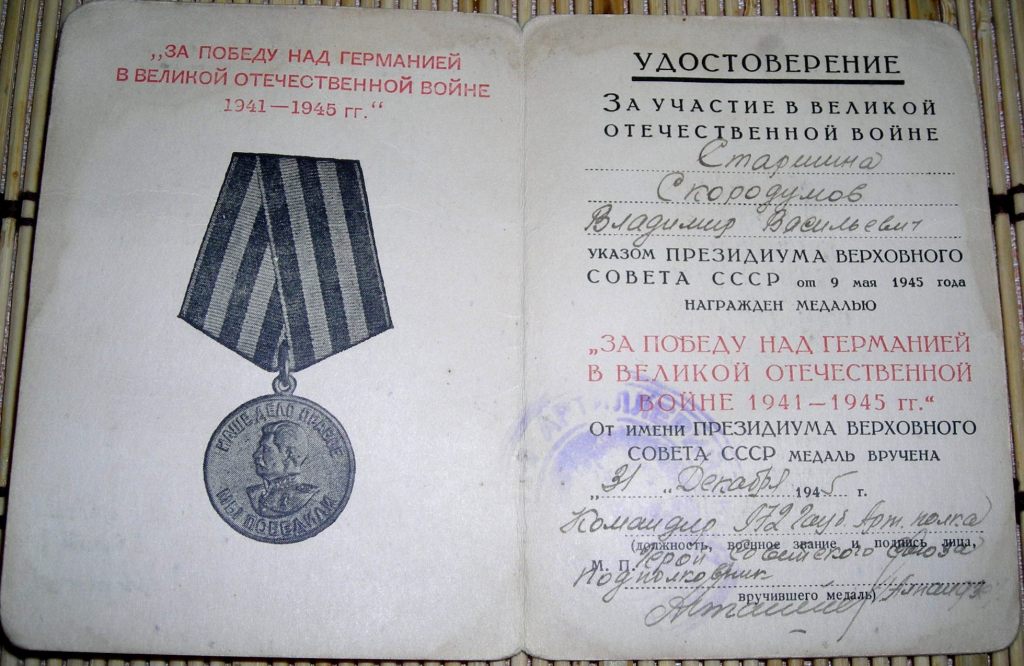 „ЗА ПОБЕДУ НАД ГЕРМАНИЕЙ
В ВЕЛИКОЙ ОТЕЧЕСТВЕННОЙ ВОЙНЕ
1941—1945 гг.“
НАШЕ ДЕЛО ПРАВОЕ
МЫ ПОБЕДИЛИ
УДОСТОВЕРЕНИЕ
ЗА УЧАСТИЕ В ВЕЛИКОЙ
ОТЕЧЕСТВЕННОЙ ВОЙНЕ
Старшина
Скородумов
Владимир Васильевич
УКАЗОМ ПРЕЗИДИУМА ВЕРХОВНОГО
СОВЕТА СССР от 9 мая 1945 года
НАГРАЖДЕН МЕДАЛЬЮ
„ЗА ПОБЕДУ НАД ГЕРМАНИЕЙ
В ВЕЛИКОЙ ОТЕЧЕСТВЕННОЙ
ВОЙНЕ 1941—1945 гг.“
ОТ ИМЕНИ ПРЕЗИДИУМА ВЕРХОВНОГО
СОВЕТА СССР МЕДАЛЬ ВРУЧЕНА
„31“ Декабря 1945 г.
Командир 172 Арт. полка
(должность, военное звание и подпись лица,
М. П. Герой Советского Союза
Подполковник
вручившего медаль)